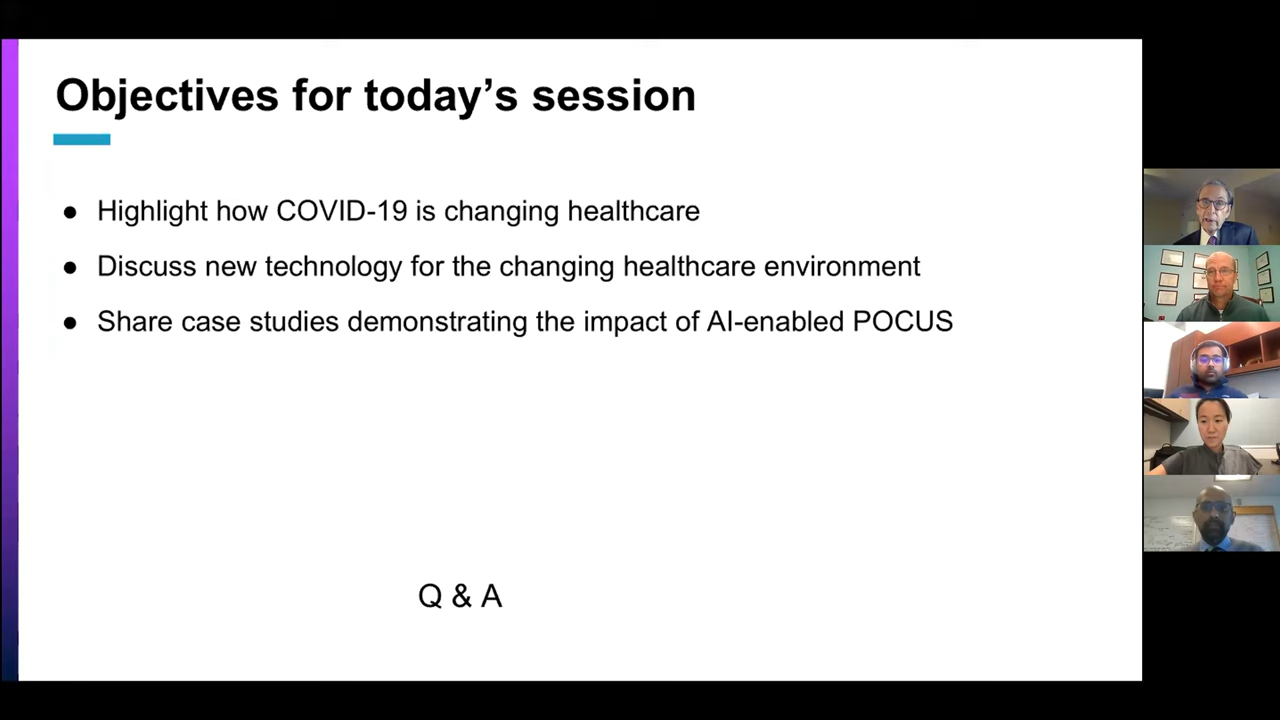 Objectives for today’s session
● Highlight how COVID-19 is changing healthcare
● Discuss new technology for the changing healthcare environment
● Share case studies demonstrating the impact of AI-enabled POCUS
Q & A